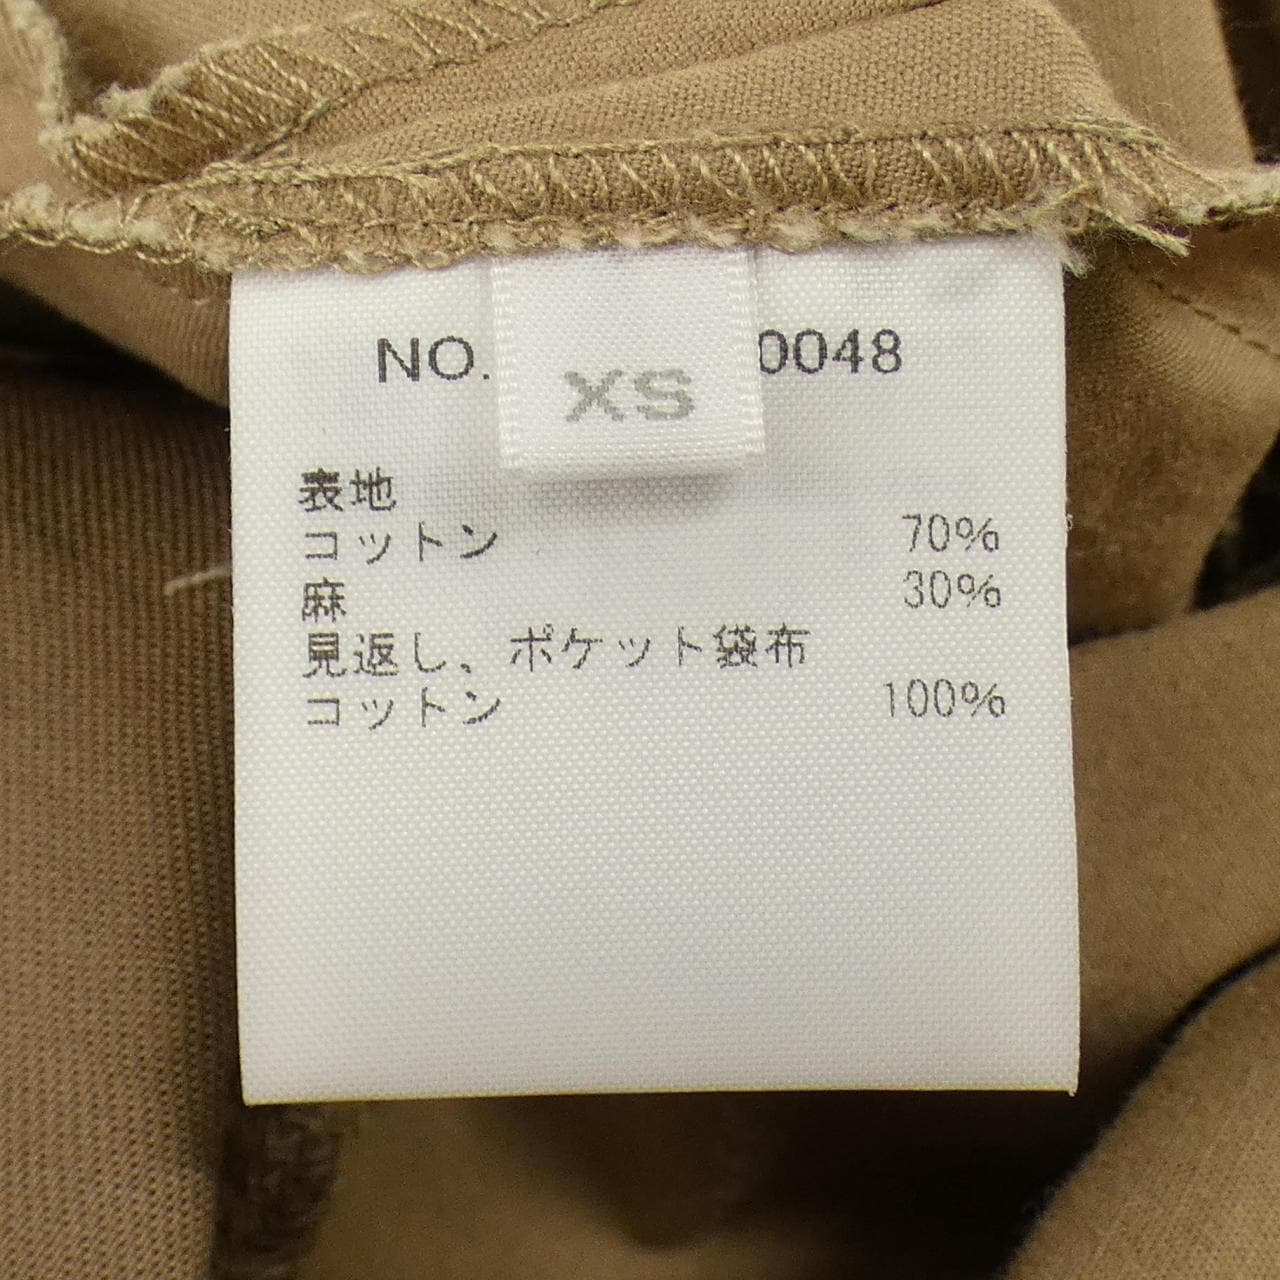 NO. 0048
XS
表地
コットン 70%
麻 30%
見返し、ポケット袋布
コットン 100%